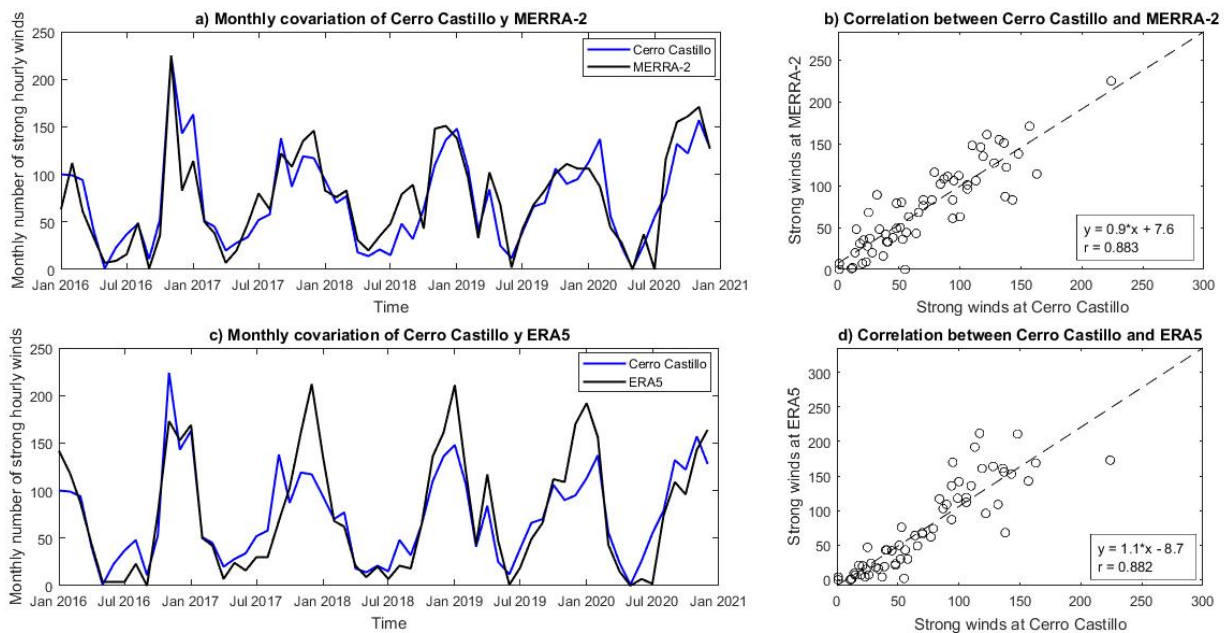 a) Monthly covariation of Cerro Castillo y MERRA-2
Monthly number of strong hourly winds
250
200
150
100
50
0
Cerro Castillo
MERRA-2
Jan 2016 Jul 2016 Jan 2017 Jul 2017 Jan 2018 Jul 2018 Jan 2019 Jul 2019 Jan 2020 Jul 2020 Jan 2021
Time
b) Correlation between Cerro Castillo and MERRA-2
Strong winds at MERRA-2
250
200
150
100
50
0
y = 0.9*x + 7.6
r = 0.883
0 50 100 150 200 250 300
Strong winds at Cerro Castillo
c) Monthly covariation of Cerro Castillo y ERA5
Monthly number of strong hourly winds
250
200
150
100
50
0
Cerro Castillo
ERA5
Jan 2016 Jul 2016 Jan 2017 Jul 2017 Jan 2018 Jul 2018 Jan 2019 Jul 2019 Jan 2020 Jul 2020 Jan 2021
Time
d) Correlation between Cerro Castillo and ERA5
Strong winds at ERA5
300
250
200
150
100
50
0
y = 1.1*x - 8.7
r = 0.882
0 50 100 150 200 250 300
Strong winds at Cerro Castillo